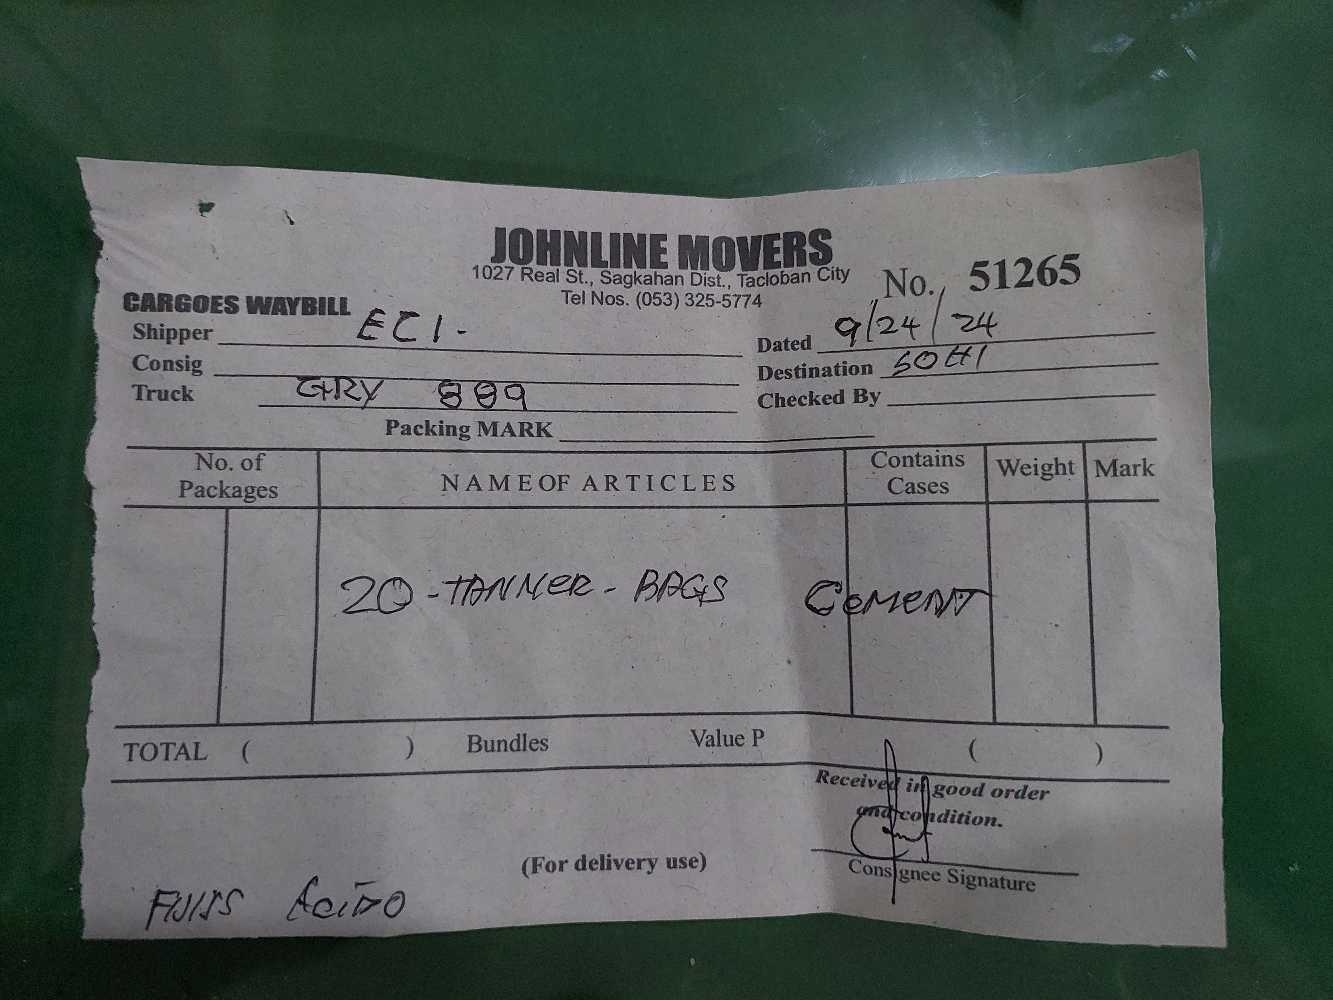 JOHNLINE MOVERS
1027 Real St., Sagkahan Dist., Tacloban City
Tel Nos. (053) 325-5774
No. 51265
CARGOES WAYBILL
Shipper ECI-
Dated 9/24/24
Consig
Destination SOHI
Truck GRY 889
Checked By
Packing MARK
No. of Packages
NAME OF ARTICLES
Contains Cases
Weight
Mark
20 - TANNER - BAGS CEMENT
TOTAL ( ) Bundles Value P ( )
Received in good order
and condition.
(For delivery use)
Consignee Signature
ACIDO